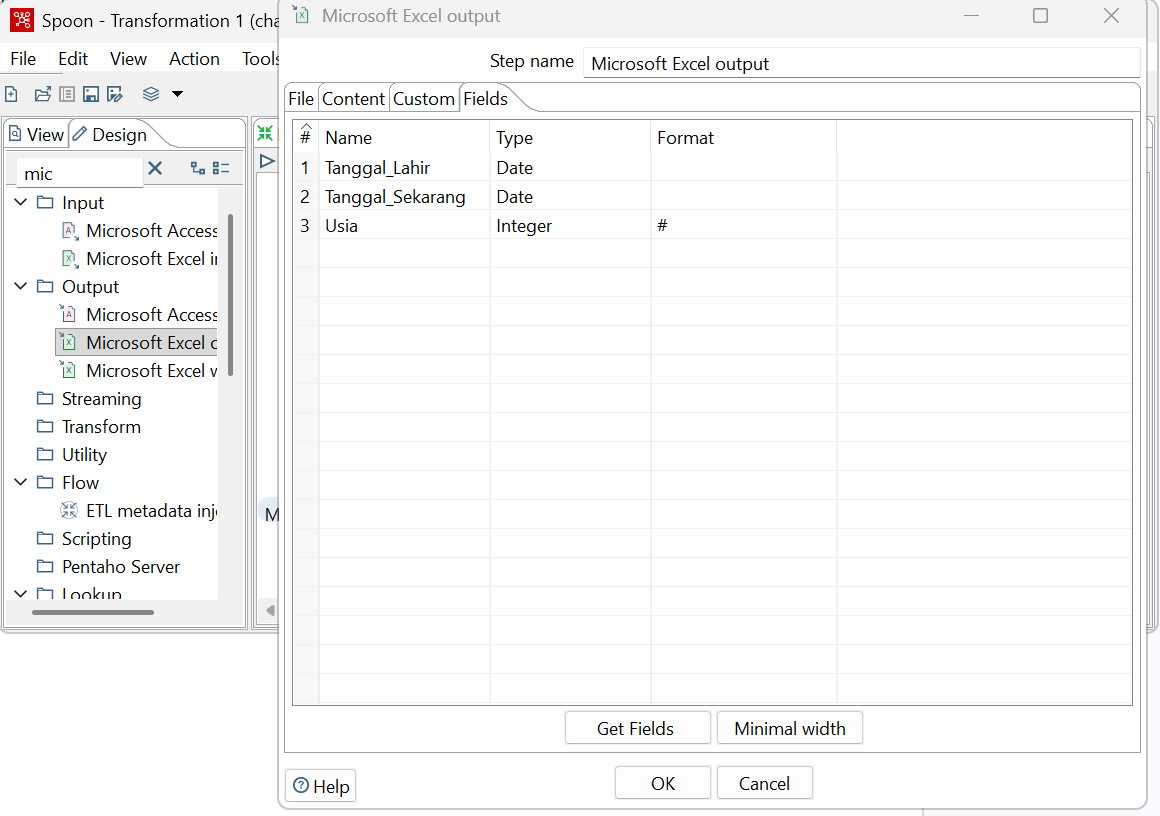 Spoon - Transformation 1 (cha
File Edit View Action Tools
View Design
mic
Input
Microsoft Access
Microsoft Excel in
Output
Microsoft Access
Microsoft Excel o
Microsoft Excel w
Streaming
Transform
Utility
Flow
ETL metadata inje
Scripting
Pentaho Server
Lookup
M
Microsoft Excel output
Step name Microsoft Excel output
File Content Custom Fields
# Name Type Format
1 Tanggal_Lahir Date
2 Tanggal_Sekarang Date
3 Usia Integer #
Get Fields Minimal width
Help OK Cancel